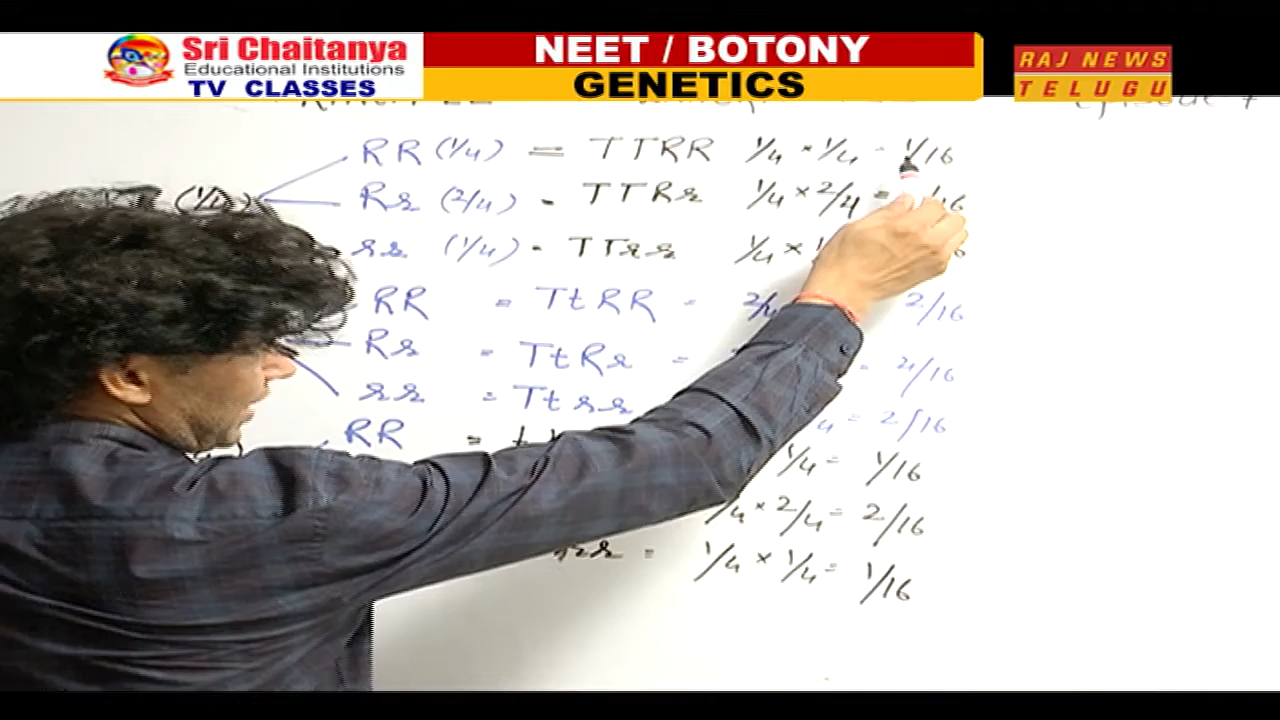 Sri Chaitanya
Educational Institutions
TV CLASSES
NEET / BOTONY
GENETICS
RAJ NEWS
TELUGU
RR (1/4) = TTRR 1/4 × 1/4 = 1/16
Rr (2/4) = TTRr 1/4 × 2/4 = /16
rr (1/4) = TTrr 1/4 ×
RR = TtRR = 2/4 2/16
Rr = TtRr = = 4/16
rr = Ttrr = 2/16
RR = 1/4 = 1/16
1/4 × 2/4 = 2/16
rr = 1/4 × 1/4 = 1/16